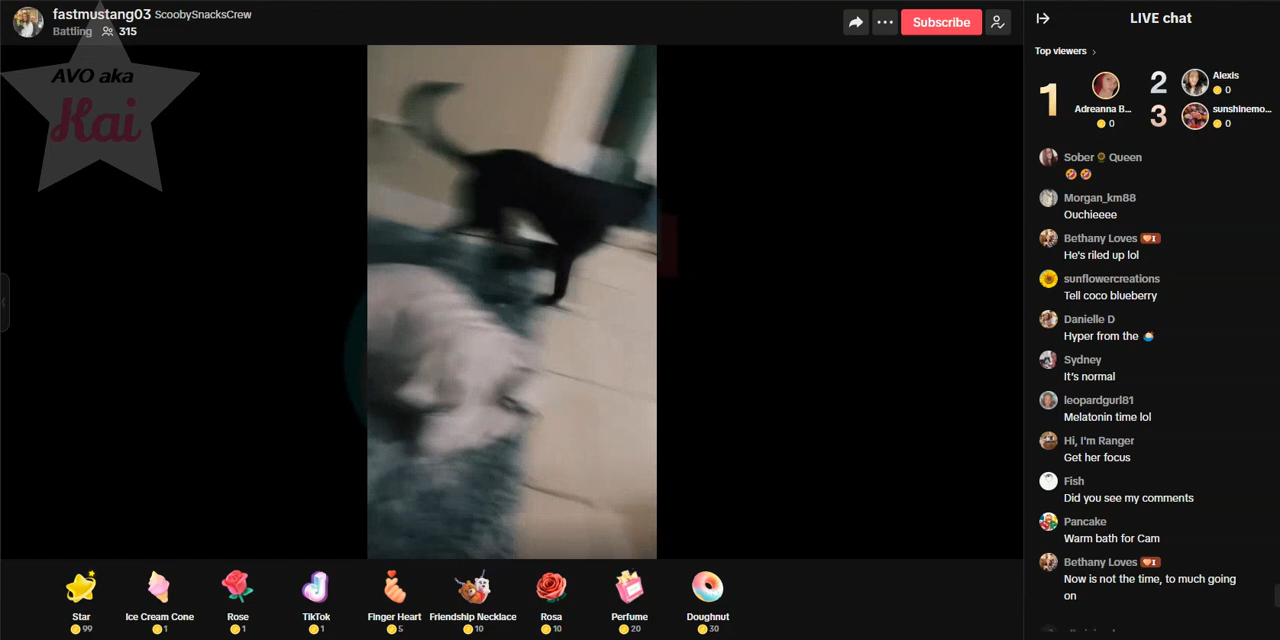 fastmustang03 ScoobySnacksCrew
Battling 315
Subscribe
AVO aka
Kai
LIVE chat
Top viewers
1
Adreanna B...
0
2
Alexis
0
3
sunshinemo...
0
Sober Queen
Morgan_km88
Ouchieeee
Bethany Loves I
He's riled up lol
sunflowercreations
Tell coco blueberry
Danielle D
Hyper from the
Sydney
It's normal
leopardgurl81
Melatonin time lol
Hi, I'm Ranger
Get her focus
Fish
Did you see my comments
Pancake
Warm bath for Cam
Bethany Loves I
Now is not the time, to much going
on
Star Ice Cream Cone Rose TikTok Finger Heart Friendship Necklace Rosa Perfume Doughnut
99 1 1 1 5 10 10 20 30